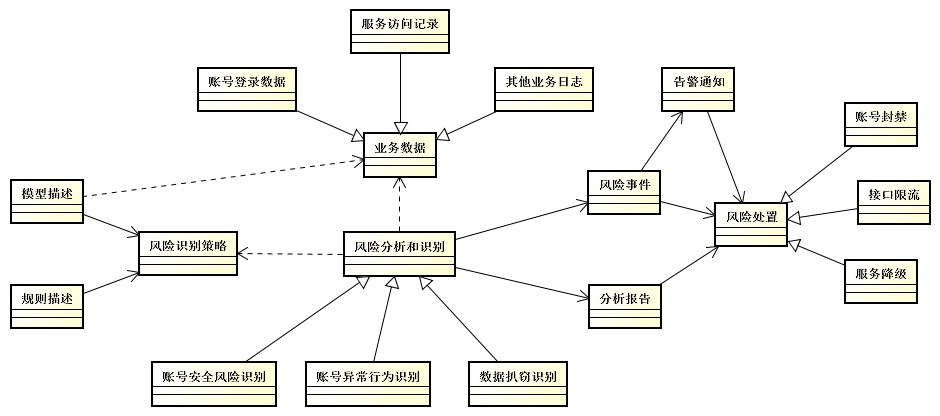 服务访问记录
账号登录数据
其他业务日志
告警通知
账号封禁
业务数据
模型描述
风险事件
接口限流
风险处置
风险识别策略
风险分析和识别
服务降级
规则描述
分析报告
账号安全风险识别
账号异常行为识别
数据扒窃识别